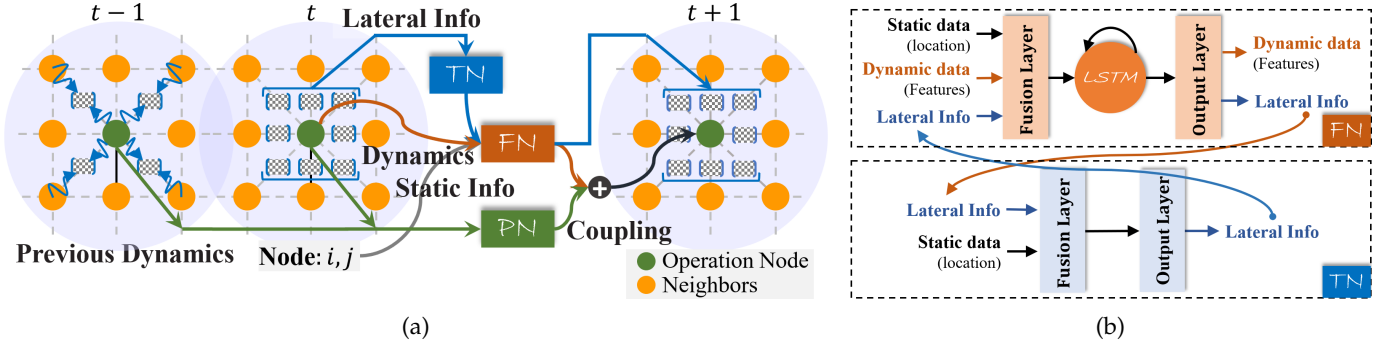 t − 1
t
t + 1
Lateral Info
TN
FN
Dynamics
Static Info
PN
Coupling
Previous Dynamics
Node: i, j
Operation Node
Neighbors
(a)
Static data
(location)
Dynamic data
(Features)
Lateral Info
Fusion Layer
LSTM
Output Layer
Dynamic data
(Features)
Lateral Info
FN
Lateral Info
Static data
(location)
Fusion Layer
Output Layer
Lateral Info
TN
(b)